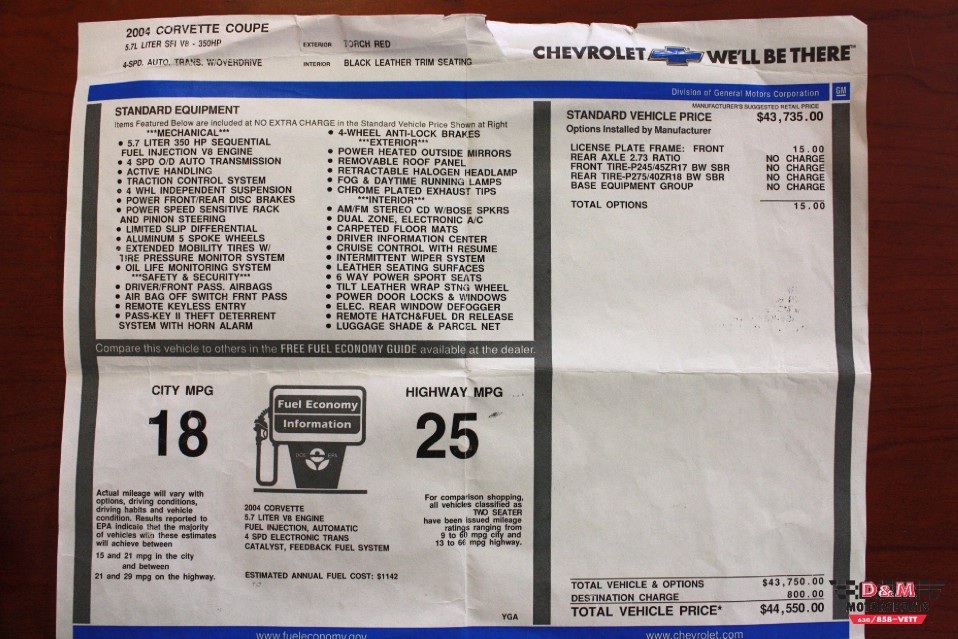 2004 CORVETTE COUPE
5.7L LITER SFI V8 - 350HP
4-SPD. AUTO. TRANS. W/OVERDRIVE
EXTERIOR TORCH RED
INTERIOR BLACK LEATHER TRIM SEATING
CHEVROLET WE'LL BE THERE™
Division of General Motors Corporation GM
STANDARD EQUIPMENT
Items Featured Below are included at NO EXTRA CHARGE in the Standard Vehicle Price Shown at Right
***MECHANICAL***
• 5.7 LITER 350 HP SEQUENTIAL
FUEL INJECTION V8 ENGINE
• 4 SPD O/D AUTO TRANSMISSION
• ACTIVE HANDLING
• TRACTION CONTROL SYSTEM
• 4 WHL INDEPENDENT SUSPENSION
• POWER FRONT/REAR DISC BRAKES
• POWER SPEED SENSITIVE RACK
AND PINION STEERING
• LIMITED SLIP DIFFERENTIAL
• ALUMINUM 5 SPOKE WHEELS
• EXTENDED MOBILITY TIRES W/
TIRE PRESSURE MONITOR SYSTEM
• OIL LIFE MONITORING SYSTEM
***SAFETY & SECURITY***
• DRIVER/FRONT PASS. AIRBAGS
• AIR BAG OFF SWITCH FRNT PASS
• REMOTE KEYLESS ENTRY
• PASS-KEY II THEFT DETERRENT
SYSTEM WITH HORN ALARM
• 4-WHEEL ANTI-LOCK BRAKES
***EXTERIOR***
• POWER HEATED OUTSIDE MIRRORS
• REMOVABLE ROOF PANEL
• RETRACTABLE HALOGEN HEADLAMP
• FOG & DAYTIME RUNNING LAMPS
• CHROME PLATED EXHAUST TIPS
***INTERIOR***
• AM/FM STEREO CD W/BOSE SPKRS
• DUAL ZONE, ELECTRONIC A/C
• CARPETED FLOOR MATS
• DRIVER INFORMATION CENTER
• CRUISE CONTROL WITH RESUME
• INTERMITTENT WIPER SYSTEM
• LEATHER SEATING SURFACES
• 6 WAY POWER SPORT SEATS
• TILT LEATHER WRAP STNG WHEEL
• POWER DOOR LOCKS & WINDOWS
• ELEC. REAR WINDOW DEFOGGER
• REMOTE HATCH&FUEL DR RELEASE
• LUGGAGE SHADE & PARCEL NET
MANUFACTURER'S SUGGESTED RETAIL PRICE
STANDARD VEHICLE PRICE $43,735.00
Options Installed by Manufacturer
LICENSE PLATE FRAME: FRONT 15.00
REAR AXLE 2.73 RATIO NO CHARGE
FRONT TIRE-P245/45ZR17 BW SBR NO CHARGE
REAR TIRE-P275/40ZR18 BW SBR NO CHARGE
BASE EQUIPMENT GROUP NO CHARGE
TOTAL OPTIONS 15.00
Compare this vehicle to others in the FREE FUEL ECONOMY GUIDE available at the dealer.
CITY MPG
18
Fuel Economy
Information
DOE EPA
HIGHWAY MPG
25
Actual mileage will vary with
options, driving conditions,
driving habits and vehicle
condition. Results reported to
EPA indicate that the majority
of vehicles with these estimates
will achieve between
15 and 21 mpg in the city
and between
21 and 29 mpg on the highway.
2004 CORVETTE
5.7 LITER V8 ENGINE
FUEL INJECTION, AUTOMATIC
4 SPD ELECTRONIC TRANS
CATALYST, FEEDBACK FUEL SYSTEM
ESTIMATED ANNUAL FUEL COST: $1142
For comparison shopping,
all vehicles classified as
TWO SEATER
have been issued mileage
ratings ranging from
9 to 60 mpg city and
13 to 66 mpg highway.
YGA
TOTAL VEHICLE & OPTIONS $43,750.00
DESTINATION CHARGE 800.00
TOTAL VEHICLE PRICE* $44,550.00
D&M
630/858-VETT
www.fueleconomy.gov
www.chevrolet.com